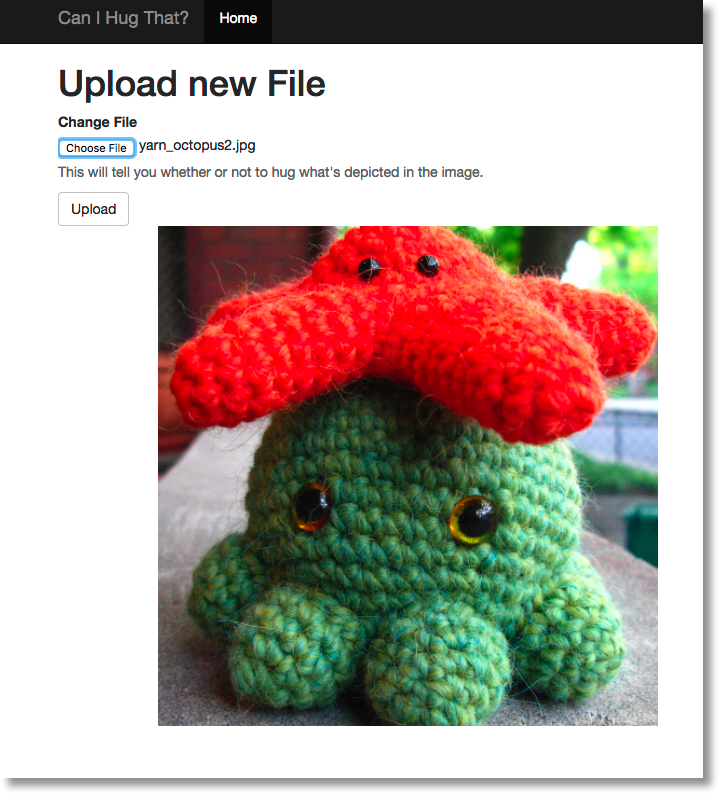 Can I Hug That? Home
Upload new File
Change File
Choose File yarn_octopus2.jpg
This will tell you whether or not to hug what's depicted in the image.
Upload